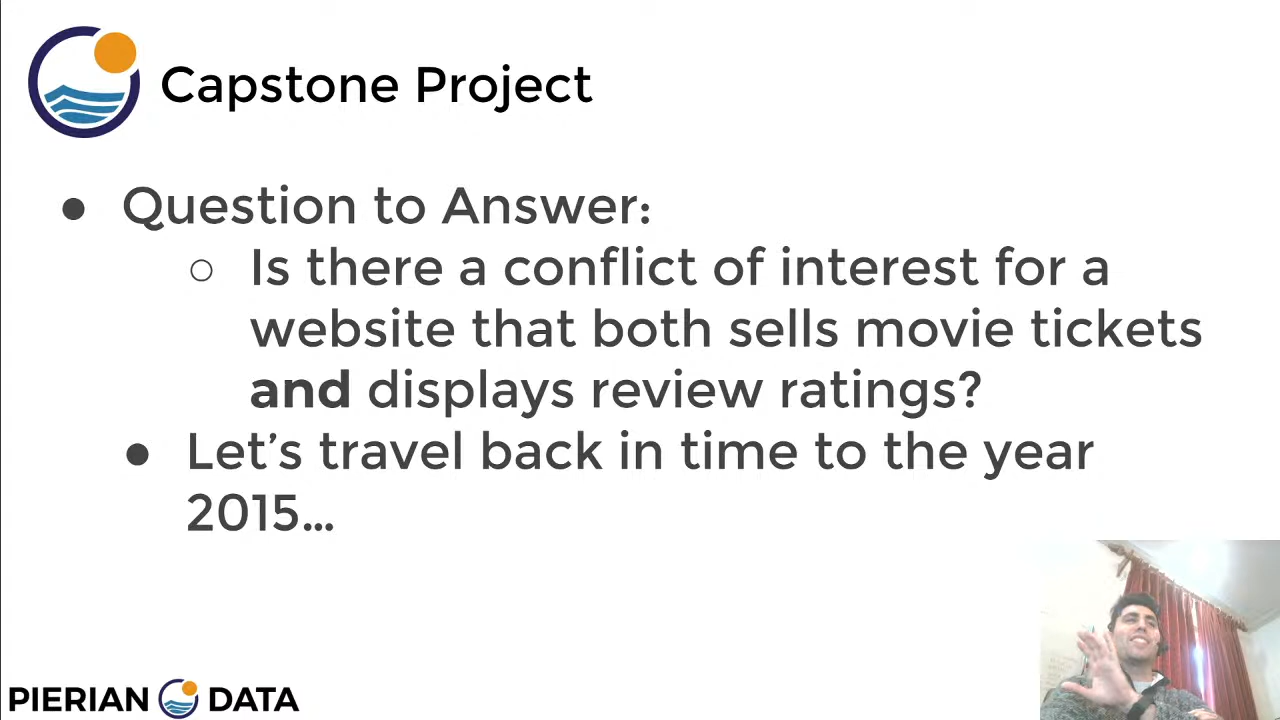 Capstone Project
● Question to Answer:
○ Is there a conflict of interest for a
website that both sells movie tickets
and displays review ratings?
● Let’s travel back in time to the year
2015...
PIERIAN DATA